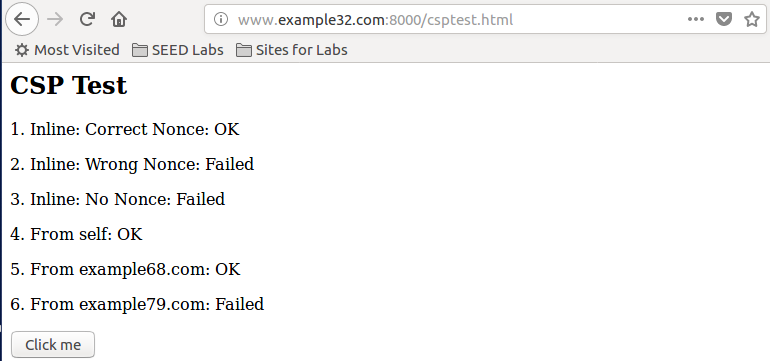 www.example32.com:8000/csptest.html
Most Visited SEED Labs Sites for Labs
CSP Test
1. Inline: Correct Nonce: OK
2. Inline: Wrong Nonce: Failed
3. Inline: No Nonce: Failed
4. From self: OK
5. From example68.com: OK
6. From example79.com: Failed
Click me